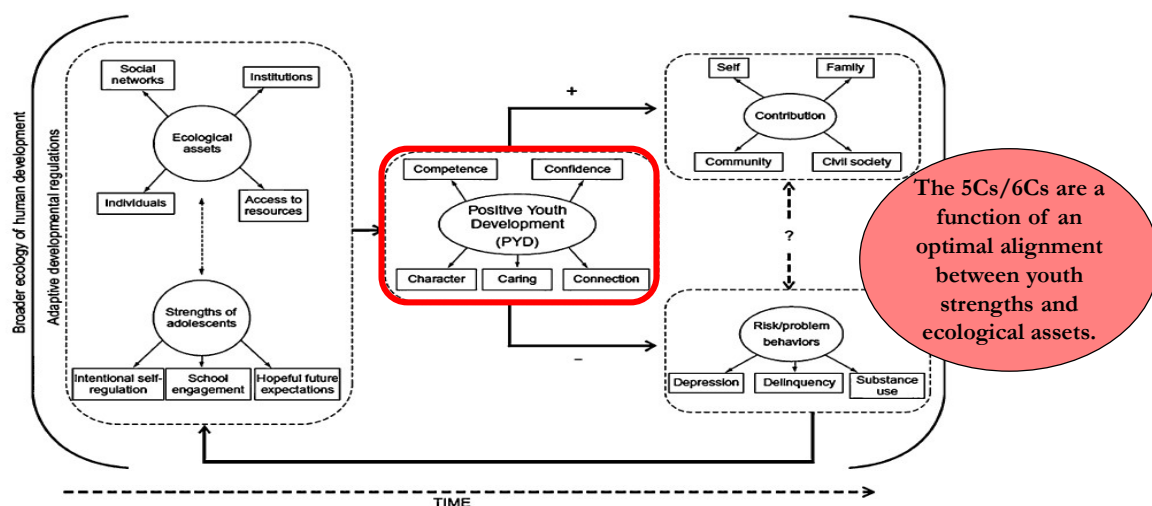 Broader ecology of human development
Adaptive developmental regulations
Social
networks
Institutions
Ecological
assets
Individuals
Access to
resources
Strengths of
adolescents
Intentional self-
regulation
School
engagement
Hopeful future
expectations
Competence
Confidence
Positive Youth
Development
(PYD)
Character
Caring
Connection
+
−
Self
Family
Contribution
Community
Civil society
?
Risk/problem
behaviors
Depression
Delinquency
Substance
use
The 5Cs/6Cs are a
function of an
optimal alignment
between youth
strengths and
ecological assets.
TIME